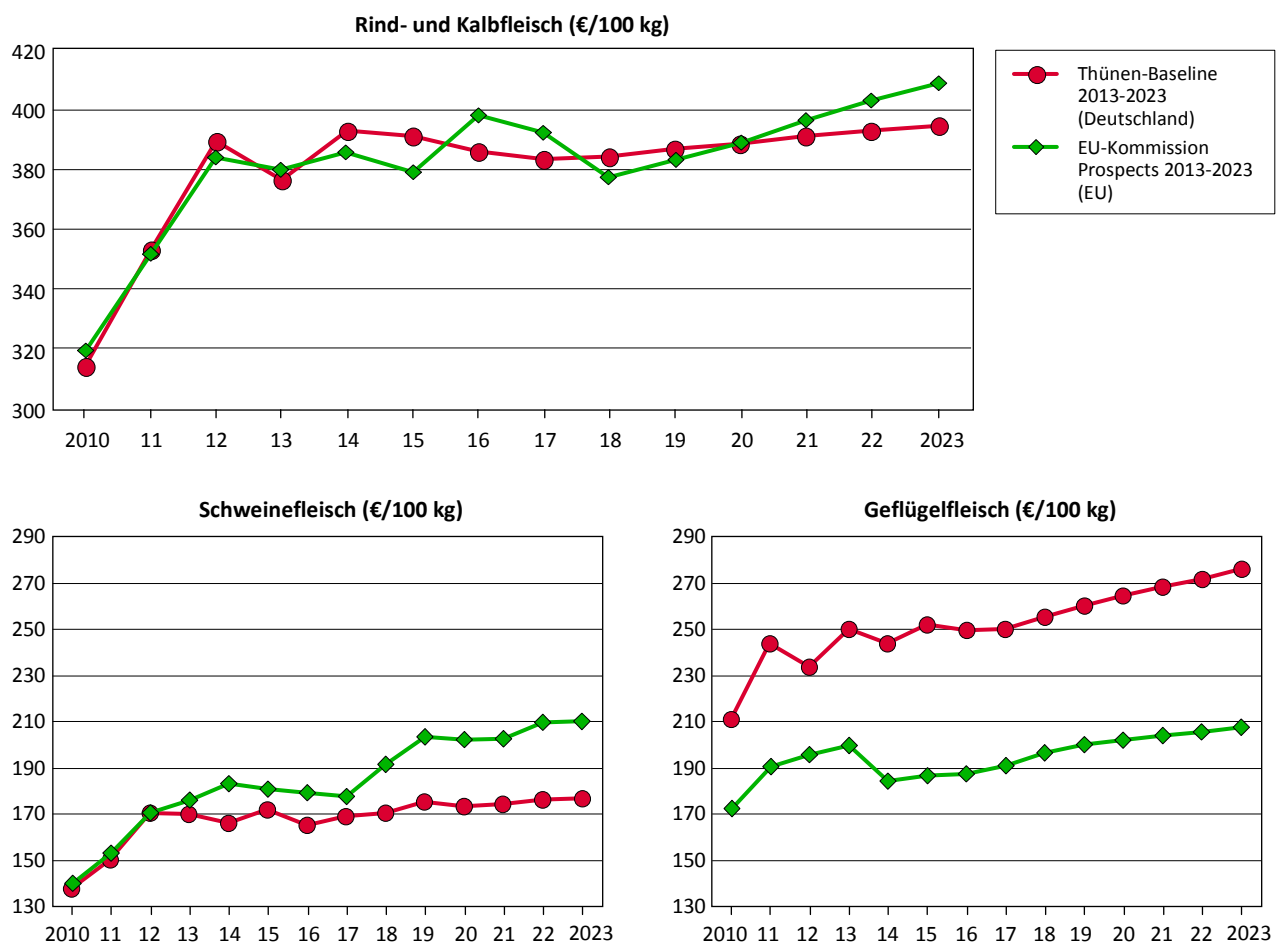 Rind- und Kalbfleisch (€/100 kg)
420
400
380
360
340
320
300
2010 11 12 13 14 15 16 17 18 19 20 21 22 2023
Thünen-Baseline
2013-2023
(Deutschland)
EU-Kommission
Prospects 2013-2023
(EU)
Schweinefleisch (€/100 kg)
290
270
250
230
210
190
170
150
130
2010 11 12 13 14 15 16 17 18 19 20 21 22 2023
Geflügelfleisch (€/100 kg)
290
270
250
230
210
190
170
150
130
2010 11 12 13 14 15 16 17 18 19 20 21 22 2023